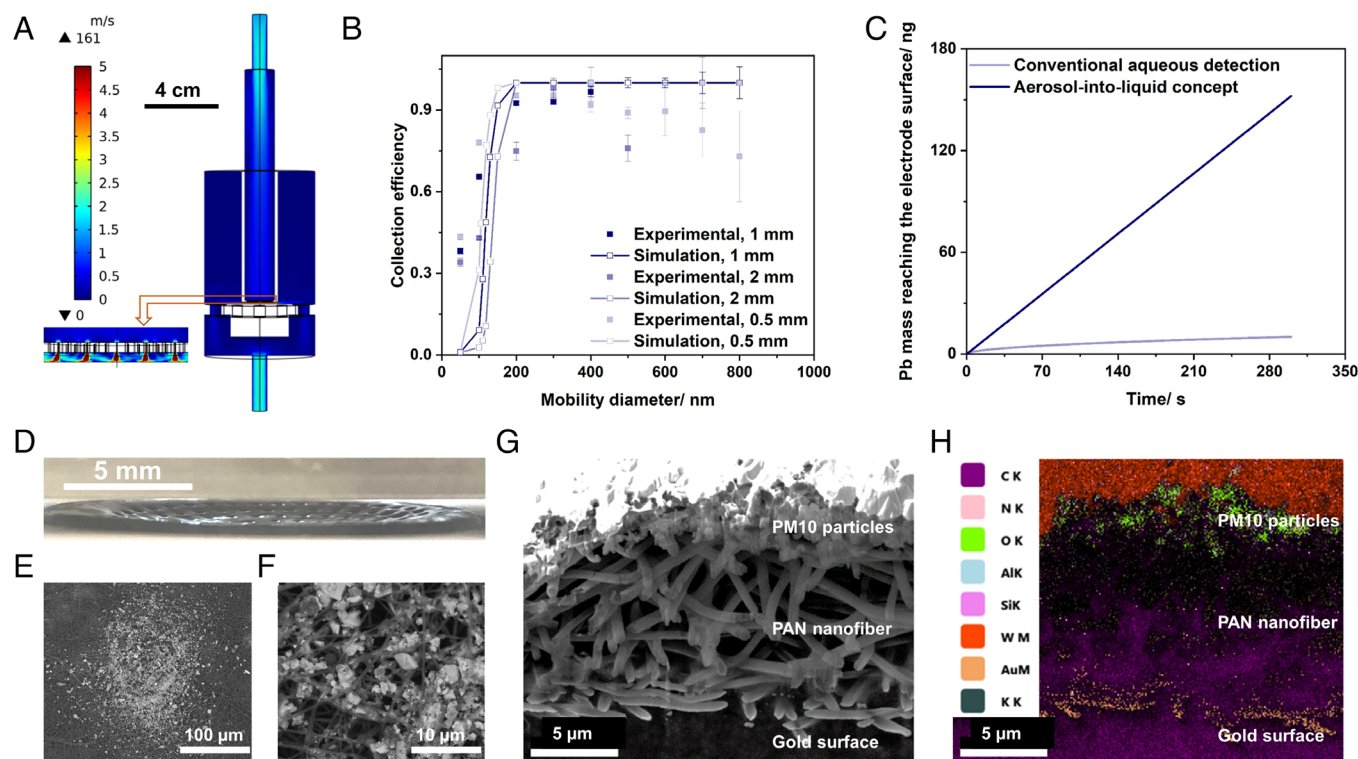 A
m/s
▲ 161
5
4.5
4
3.5
3
2.5
2
1.5
1
0.5
0
▼ 0
4 cm
B
Collection efficiency
0.9
0.6
0.3
0.0
0
200
400
600
800
1000
Mobility diameter/ nm
Experimental, 1 mm
Simulation, 1 mm
Experimental, 2 mm
Simulation, 2 mm
Experimental, 0.5 mm
Simulation, 0.5 mm
C
Pb mass reaching the electrode surface/ ng
180
150
120
90
60
30
0
0
70
140
210
280
350
Time/ s
Conventional aqueous detection
Aerosol-into-liquid concept
D
5 mm
E
100 µm
F
10 µm
G
PM10 particles
PAN nanofiber
Gold surface
5 µm
H
C K
N K
O K
AlK
SiK
W M
AuM
K K
PM10 particles
PAN nanofiber
Gold surface
5 µm